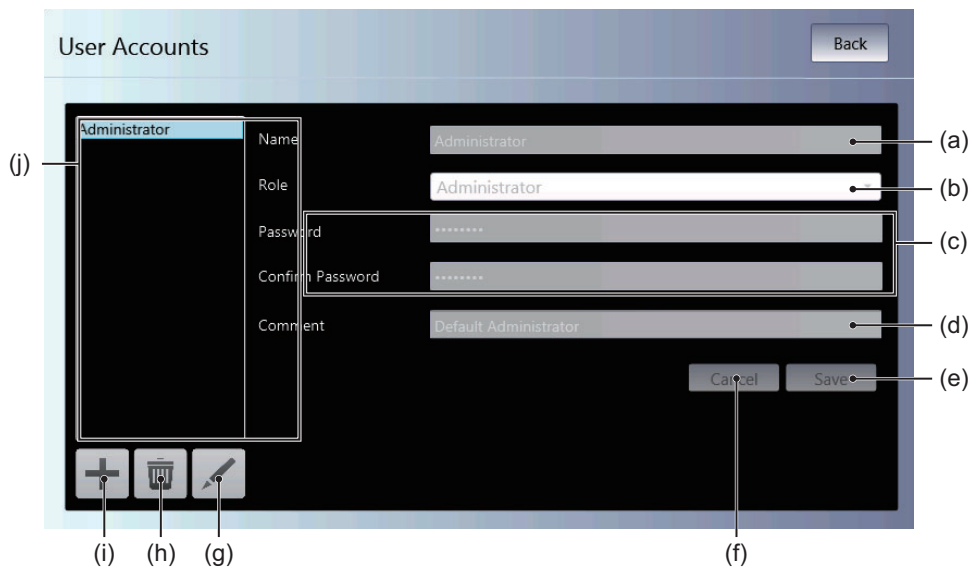 User Accounts
Back
Administrator
Name
Administrator
(a)
(j)
Role
Administrator
(b)
Password
••••••••
(c)
Confirm Password
••••••••
Comment
Default Administrator
(d)
Cancel
Save
(e)
(i)
(h)
(g)
(f)